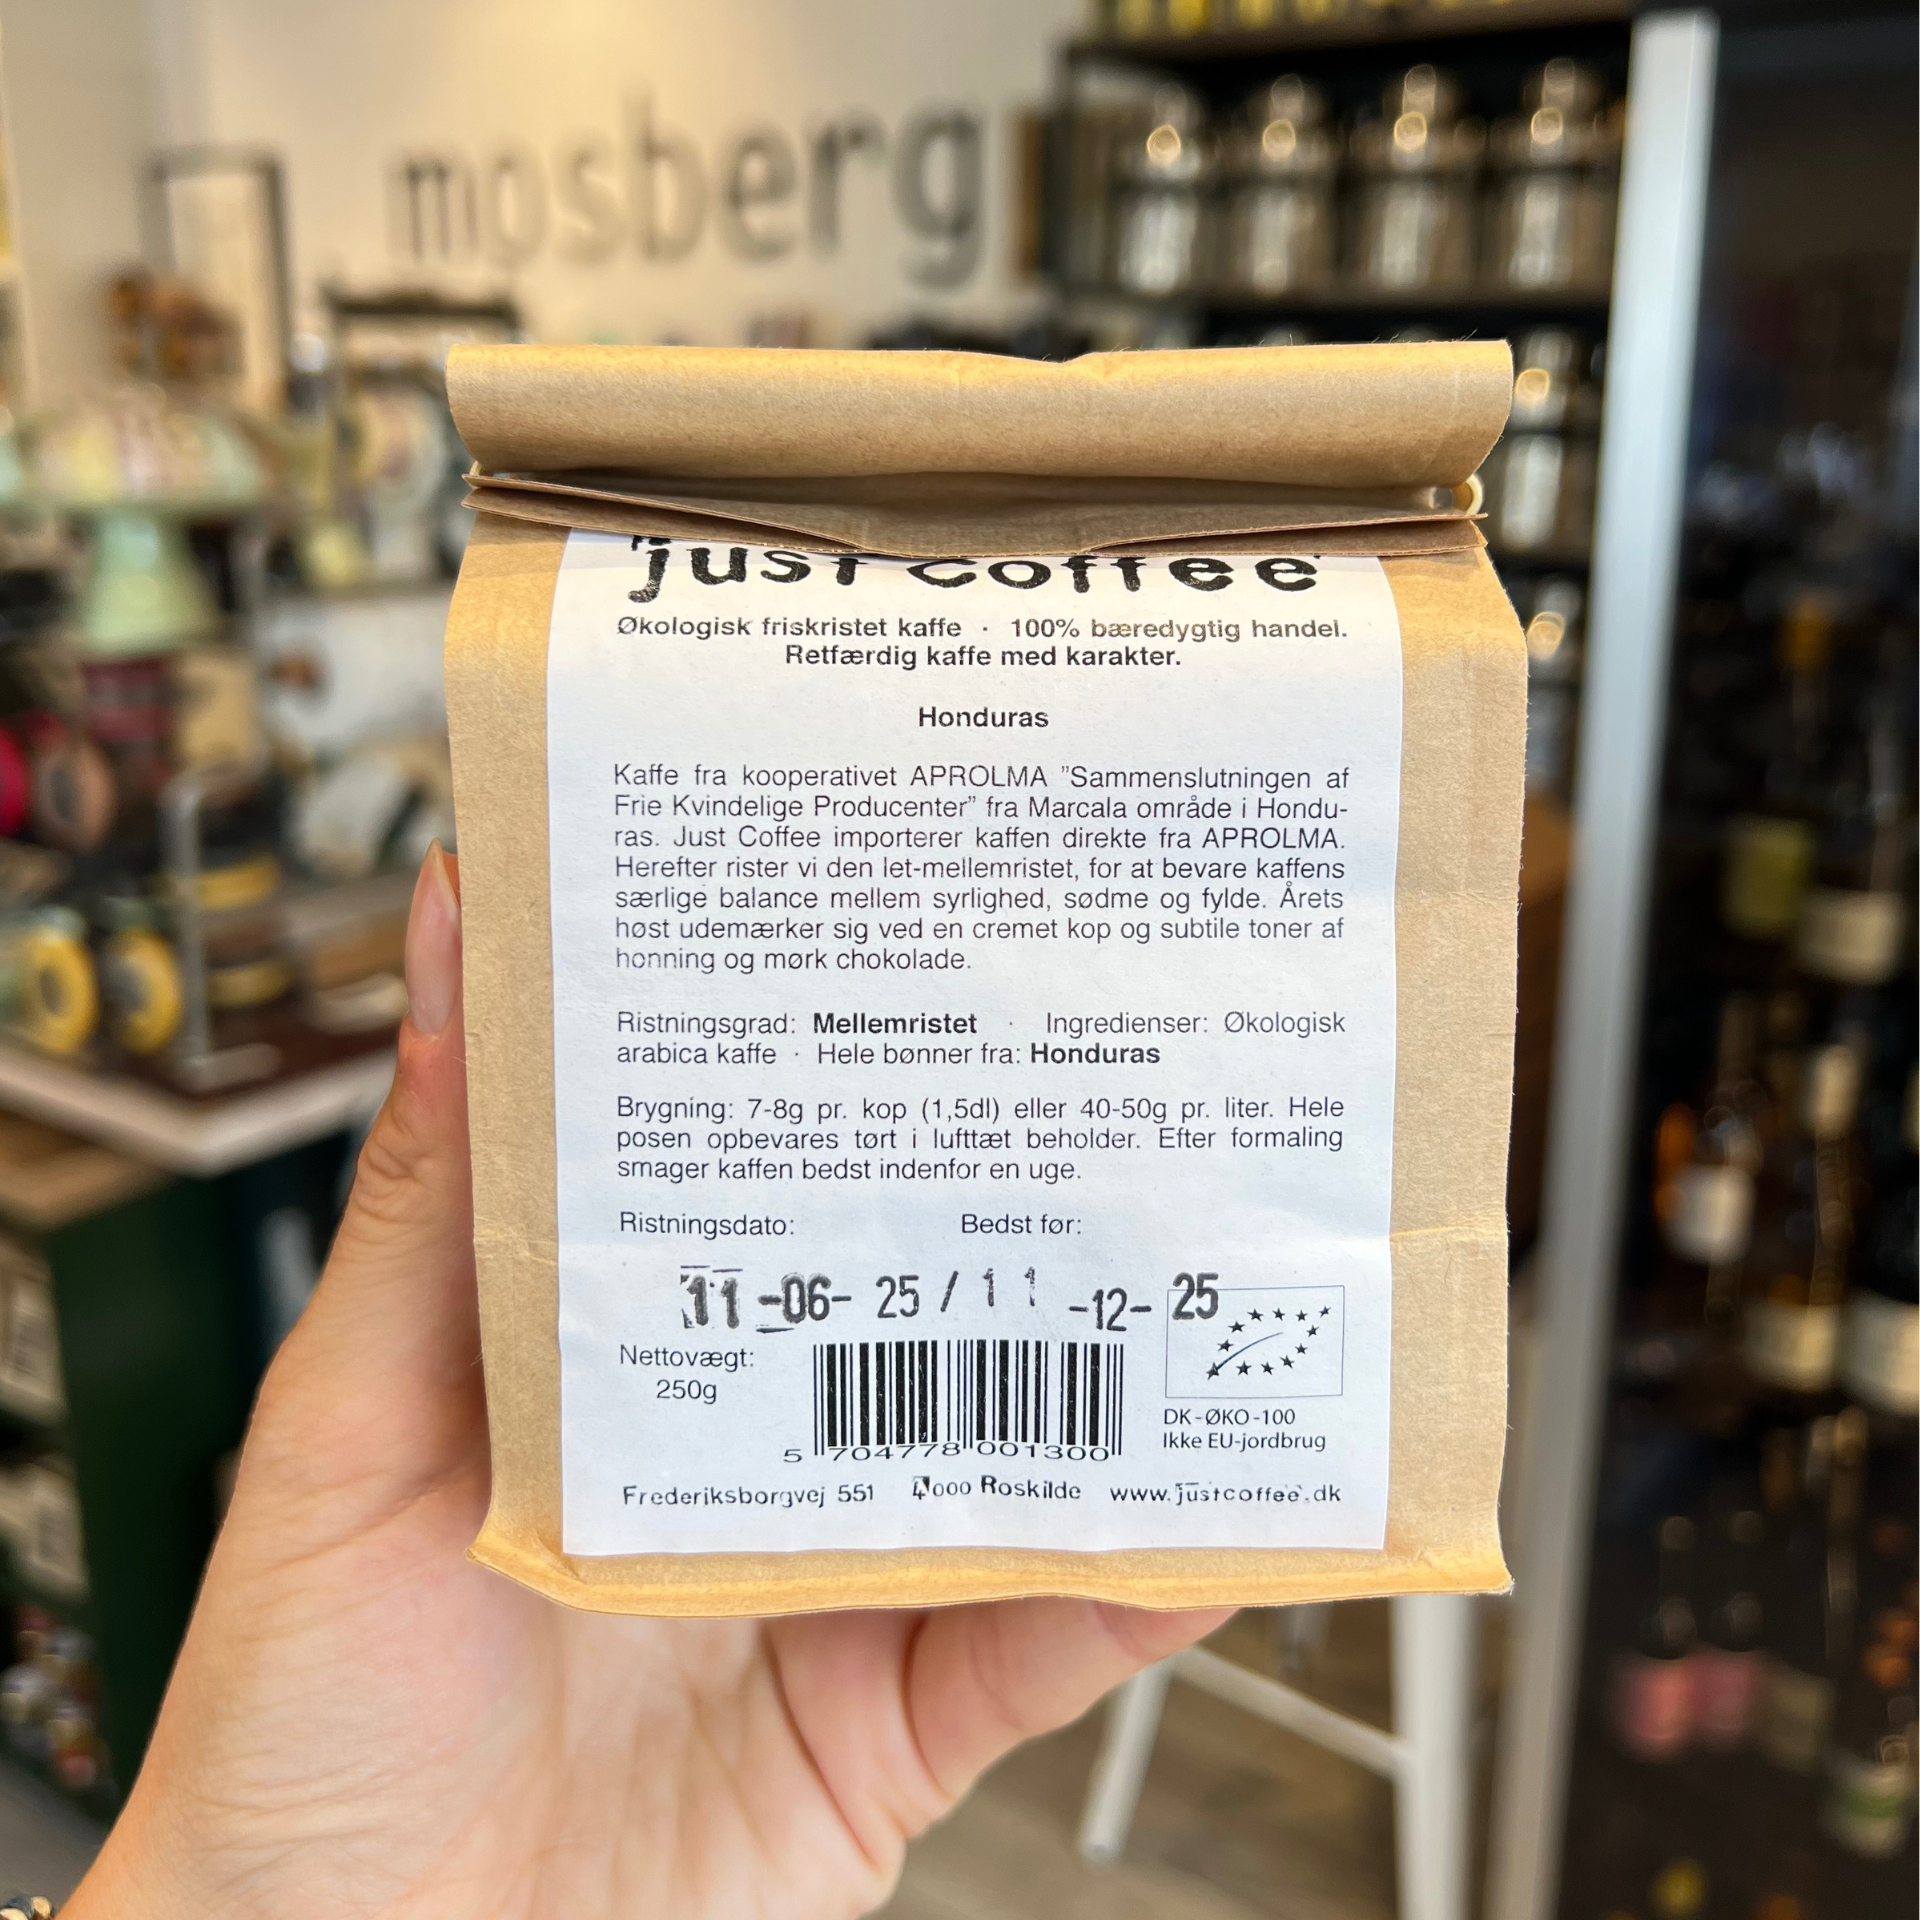 mosberg
just coffee
Økologisk friskristet kaffe · 100% bæredygtig handel.
Retfærdig kaffe med karakter.
Honduras
Kaffe fra kooperativet APROLMA ”Sammenslutningen af
Frie Kvindelige Producenter” fra Marcala område i Hondu-
ras. Just Coffee importerer kaffen direkte fra APROLMA.
Herefter rister vi den let-mellemristet, for at bevare kaffens
særlige balance mellem syrlighed, sødme og fylde. Årets
høst udemærker sig ved en cremet kop og subtile toner af
honning og mørk chokolade.
Ristningsgrad: Mellemristet · Ingredienser: Økologisk
arabica kaffe · Hele bønner fra: Honduras
Brygning: 7-8g pr. kop (1,5dl) eller 40-50g pr. liter. Hele
posen opbevares tørt i lufttæt beholder. Efter formaling
smager kaffen bedst indenfor en uge.
Ristningsdato: Bedst før:
11-06-25 / 11-12-25
Nettovægt:
250g
5 704778 001300
DK-ØKO-100
Ikke EU-jordbrug
Frederiksborgvej 551 4000 Roskilde www.justcoffee.dk